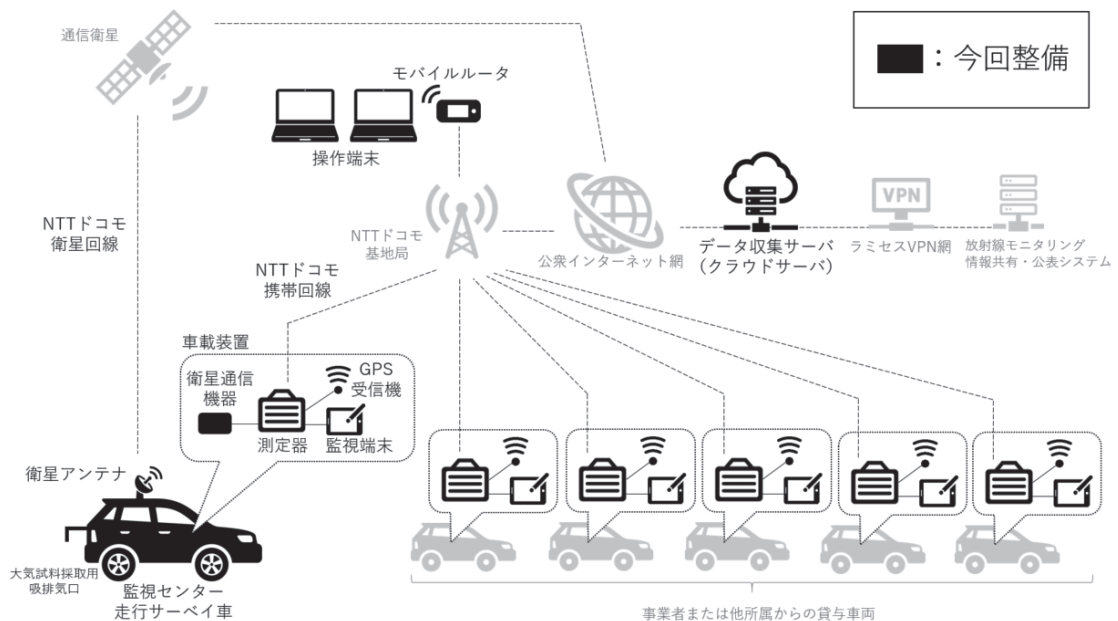 通信衛星
：今回整備
モバイルルータ
操作端末
NTTドコモ
衛星回線
NTTドコモ
基地局
公衆インターネット網
データ収集サーバ
（クラウドサーバ）
VPN
ラミセスVPN網
放射線モニタリング
情報共有・公表システム
NTTドコモ
携帯回線
車載装置
衛星通信
機器
GPS
受信機
測定器
監視端末
衛星アンテナ
大気試料採取用
吸排気口
監視センター
走行サーベイ車
事業者または他所属からの貸与車両